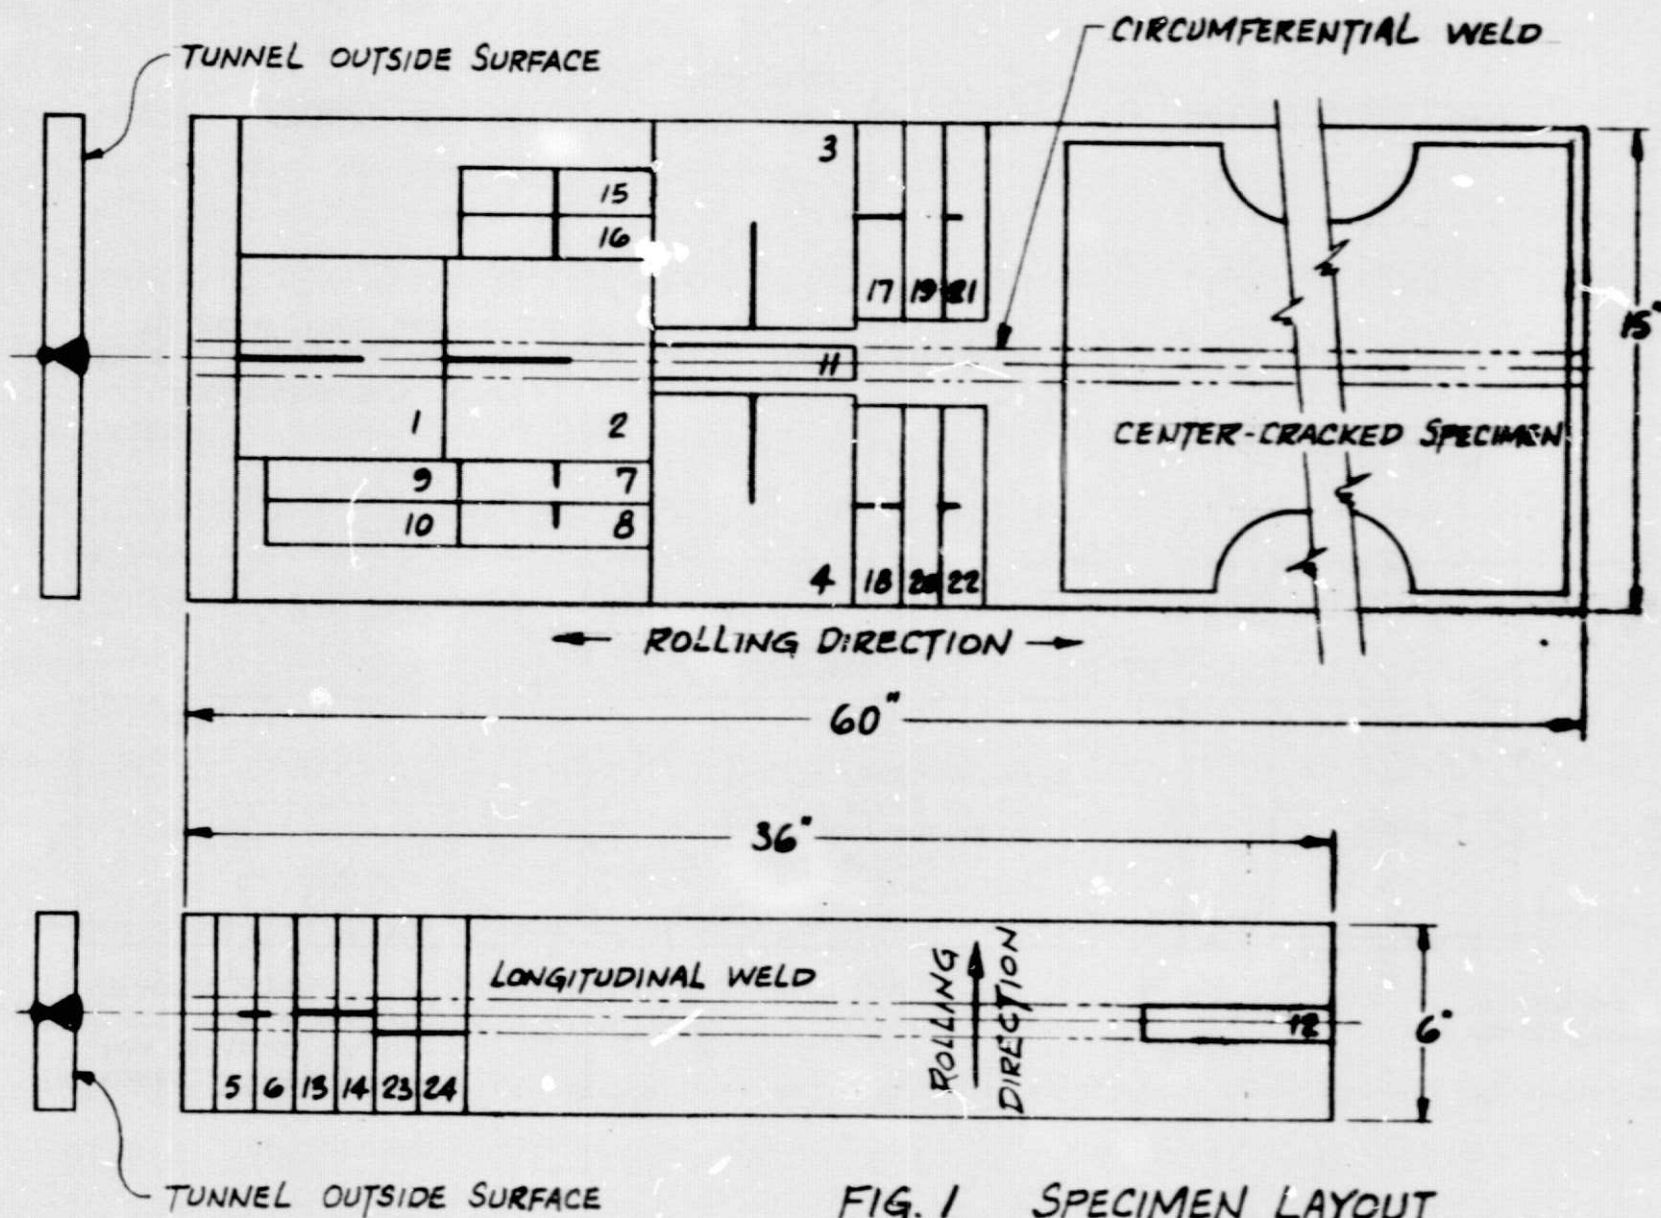 CIRCUMFERENTIAL WELD
TUNNEL OUTSIDE SURFACE
3
15
16
17 19 21
15"
11
1 2
CENTER-CRACKED SPECIMEN
9 7
10 8
4 18 20 22
← ROLLING DIRECTION →
60"
36"
LONGITUDINAL WELD
ROLLING
DIRECTION
12
6"
5 6 13 14 23 24
TUNNEL OUTSIDE SURFACE
FIG. 1 SPECIMEN LAYOUT